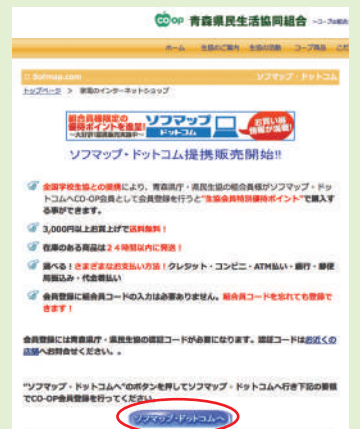 co op 青森県民生活協同組合
ホーム 生協のご案内 生協の活動 コープ商品
:: Sofmap.com ソフマップ・ドットコム
トップページ > 家電のインターネットショップ
組合員様限定の
優待ポイントを進呈!
ソフマップ
ドットコム
お買い得
情報が満載!
ソフマップ・ドットコム提携販売開始!!
全国学校生協との提携により、青森県庁・県民生協の組合員様がソフマップ・ドッ
トコムへCO-OP会員として会員登録を行うと"生協会員特別優待ポイント"で購入す
る事ができます。
3,000円以上お買上げで送料無料!
在庫のある商品は24時間以内に発送!
選べる!さまざまなお支払い方法!クレジット・コンビニ・ATM払い・銀行・郵便
局振込み・代金着払い
会員登録に組合員コードの入力は必要ありません。組合員コードを忘れても登録で
きます!
会員登録には青森県庁・県民生協の認証コードが必要になります。認証コードはお近くの
店舗へお問合せください。。
"ソフマップ・ドットコムへ"のボタンを押してソフマップ・ドットコムへ行き下記の要領
でCO-OP会員登録を行ってください。
ソフマップ・ドットコムへ